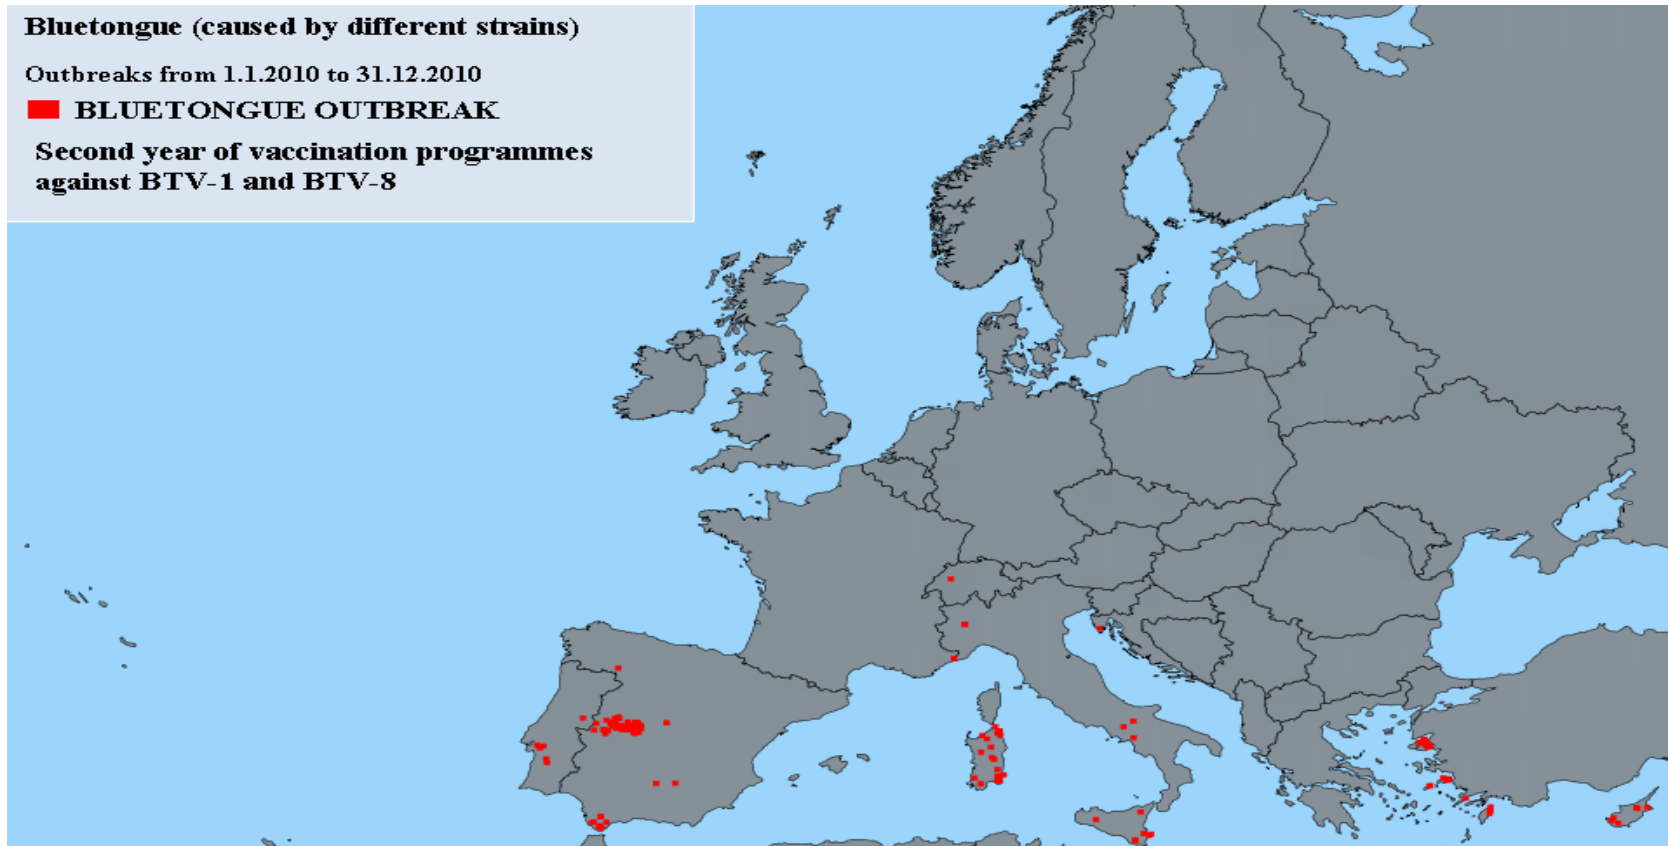 Bluetongue (caused by different strains)
Outbreaks from 1.1.2010 to 31.12.2010
BLUETONGUE OUTBREAK
Second year of vaccination programmes
against BTV-1 and BTV-8